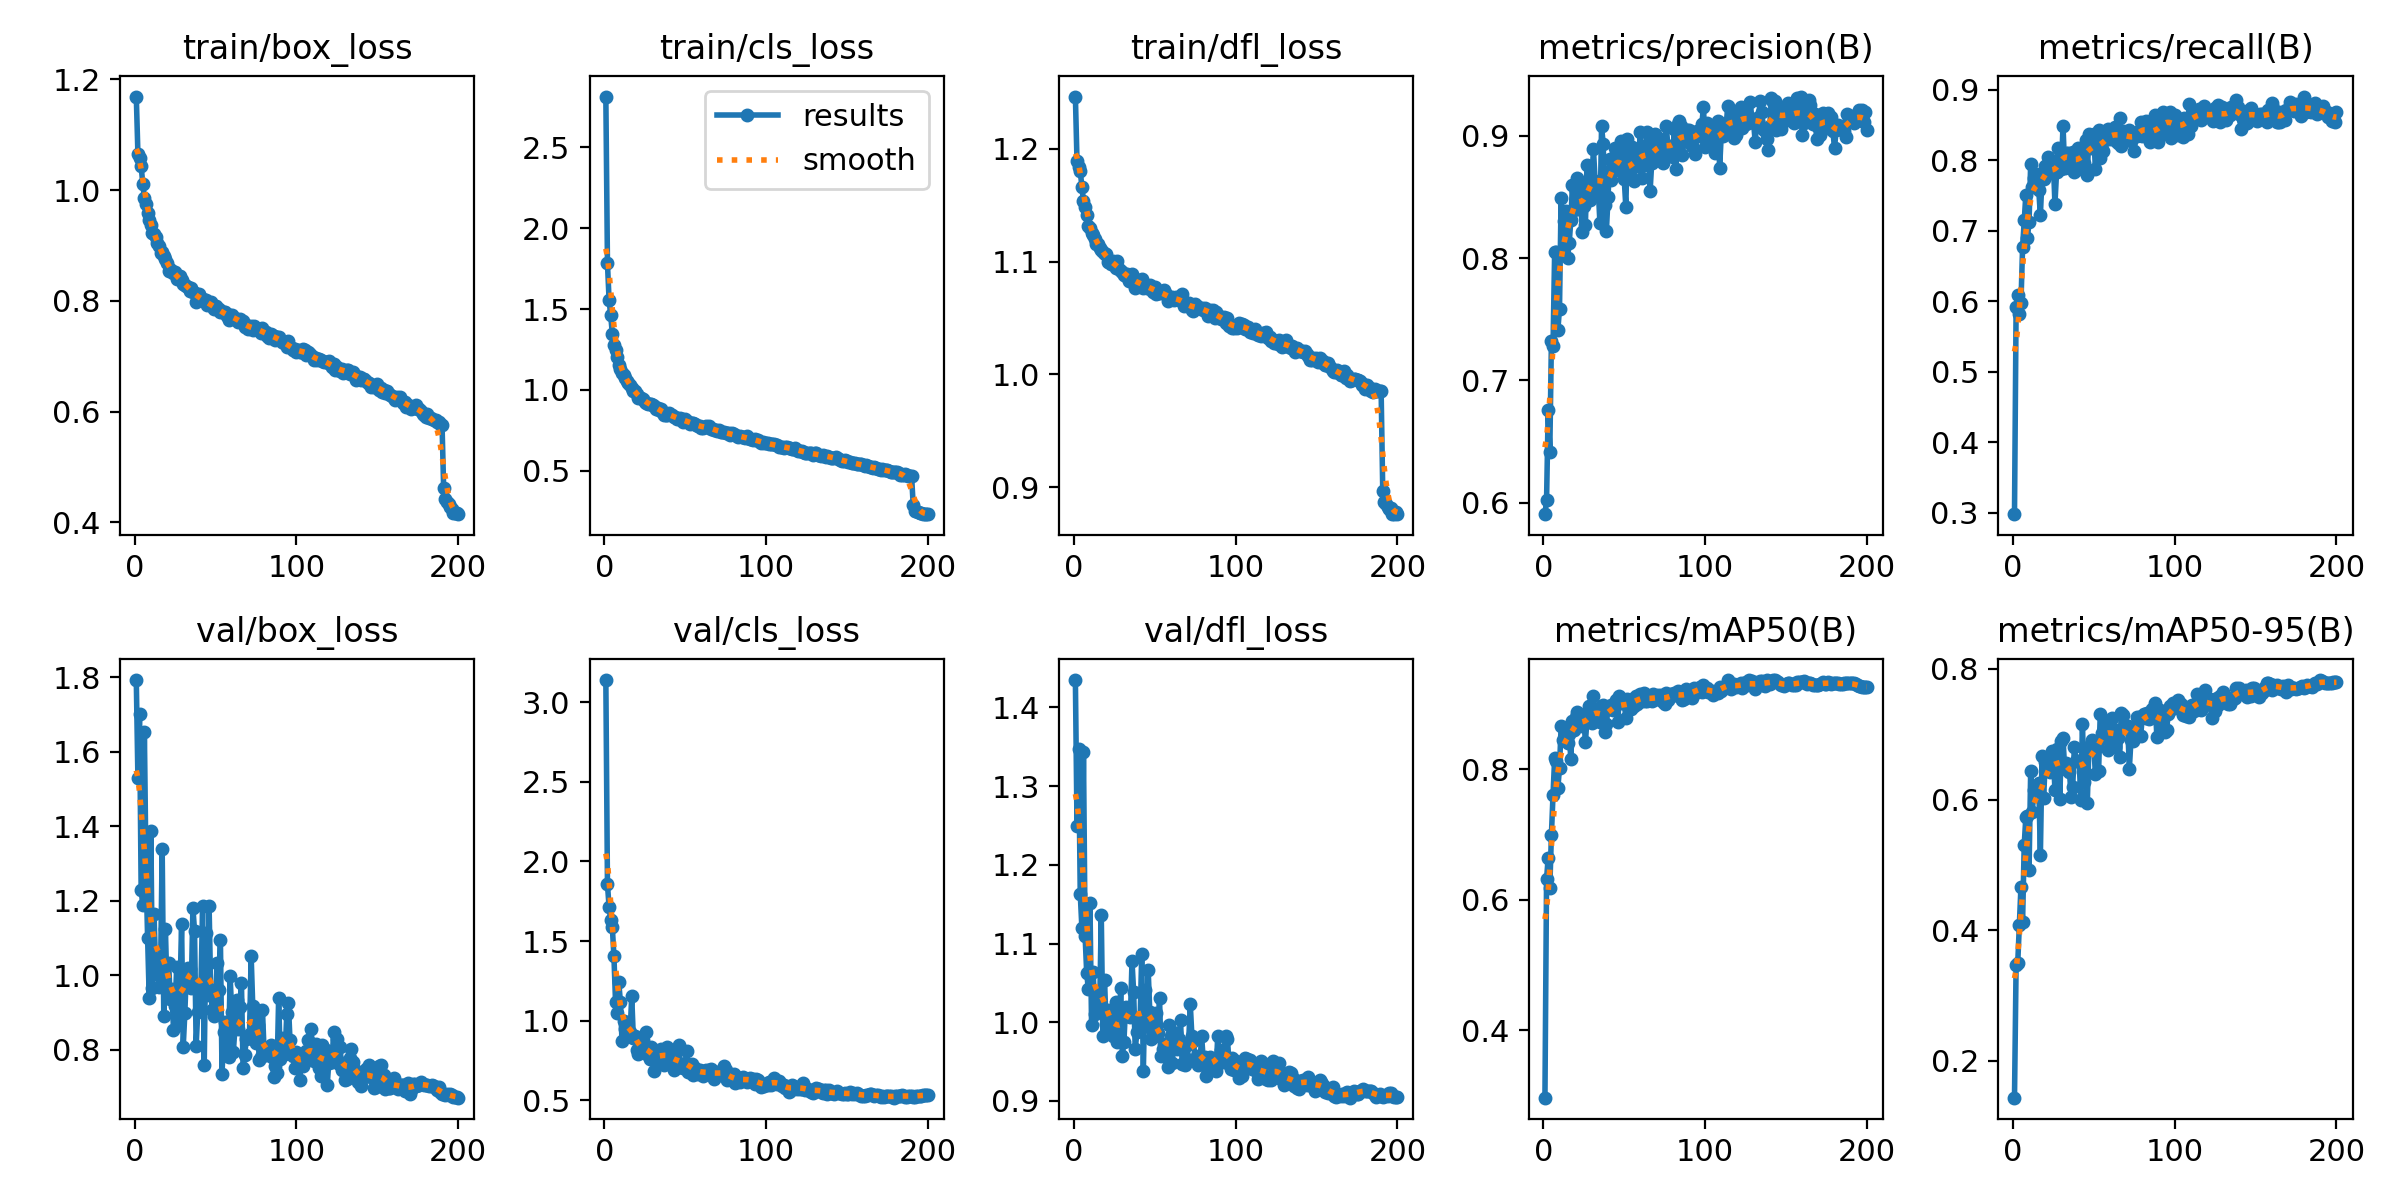 train/box_loss
1.2
1.0
0.8
0.6
0.4
0 100 200
train/cls_loss
results
smooth
2.5
2.0
1.5
1.0
0.5
0 100 200
train/dfl_loss
1.2
1.1
1.0
0.9
0 100 200
metrics/precision(B)
0.9
0.8
0.7
0.6
0 100 200
metrics/recall(B)
0.9
0.8
0.7
0.6
0.5
0.4
0.3
0 100 200
val/box_loss
1.8
1.6
1.4
1.2
1.0
0.8
0 100 200
val/cls_loss
3.0
2.5
2.0
1.5
1.0
0.5
0 100 200
val/dfl_loss
1.4
1.3
1.2
1.1
1.0
0.9
0 100 200
metrics/mAP50(B)
0.8
0.6
0.4
0 100 200
metrics/mAP50-95(B)
0.8
0.6
0.4
0.2
0 100 200